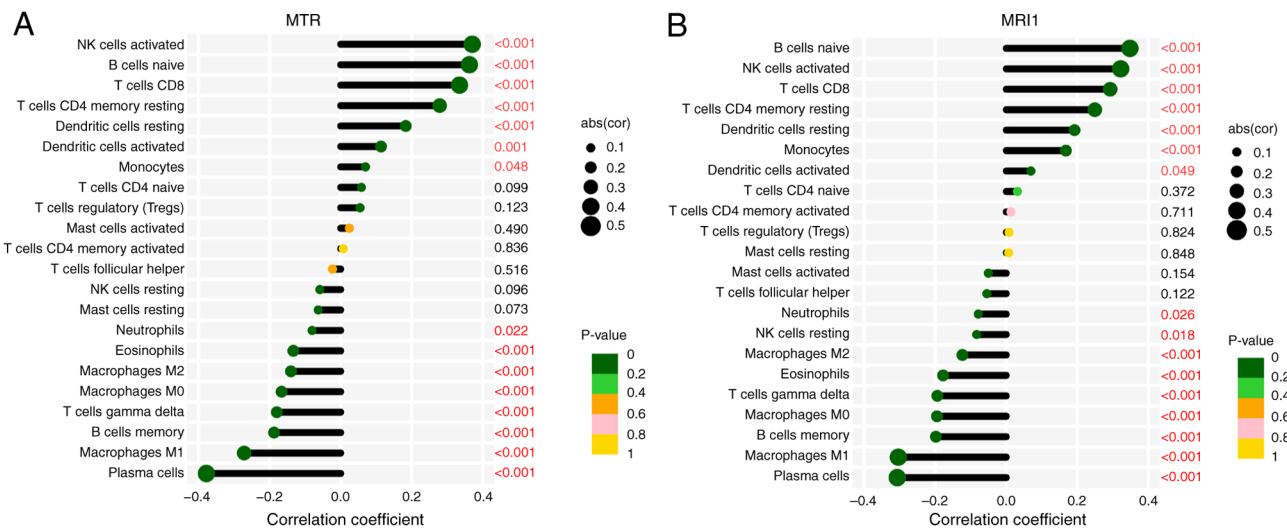 A
MTR
NK cells activated <0.001
B cells naive <0.001
T cells CD8 <0.001
T cells CD4 memory resting <0.001
Dendritic cells resting <0.001
Dendritic cells activated 0.001
Monocytes 0.048
T cells CD4 naive 0.099
T cells regulatory (Tregs) 0.123
Mast cells activated 0.490
T cells CD4 memory activated 0.836
T cells follicular helper 0.516
NK cells resting 0.096
Mast cells resting 0.073
Neutrophils 0.022
Eosinophils <0.001
Macrophages M2 <0.001
Macrophages M0 <0.001
T cells gamma delta <0.001
B cells memory <0.001
Macrophages M1 <0.001
Plasma cells <0.001
−0.4 −0.2 0.0 0.2 0.4
Correlation coefficient
abs(cor)
0.1
0.2
0.3
0.4
0.5
P-value
0
0.2
0.4
0.6
0.8
1
B
MRI1
B cells naive <0.001
NK cells activated <0.001
T cells CD8 <0.001
T cells CD4 memory resting <0.001
Dendritic cells resting <0.001
Monocytes <0.001
Dendritic cells activated 0.049
T cells CD4 naive 0.372
T cells CD4 memory activated 0.711
T cells regulatory (Tregs) 0.824
Mast cells resting 0.848
Mast cells activated 0.154
T cells follicular helper 0.122
Neutrophils 0.026
NK cells resting 0.018
Macrophages M2 <0.001
Eosinophils <0.001
T cells gamma delta <0.001
Macrophages M0 <0.001
B cells memory <0.001
Macrophages M1 <0.001
Plasma cells <0.001
−0.4 −0.2 0.0 0.2 0.4
Correlation coefficient
abs(cor)
0.1
0.2
0.3
0.4
0.5
P-value
0
0.2
0.4
0.6
0.8
1